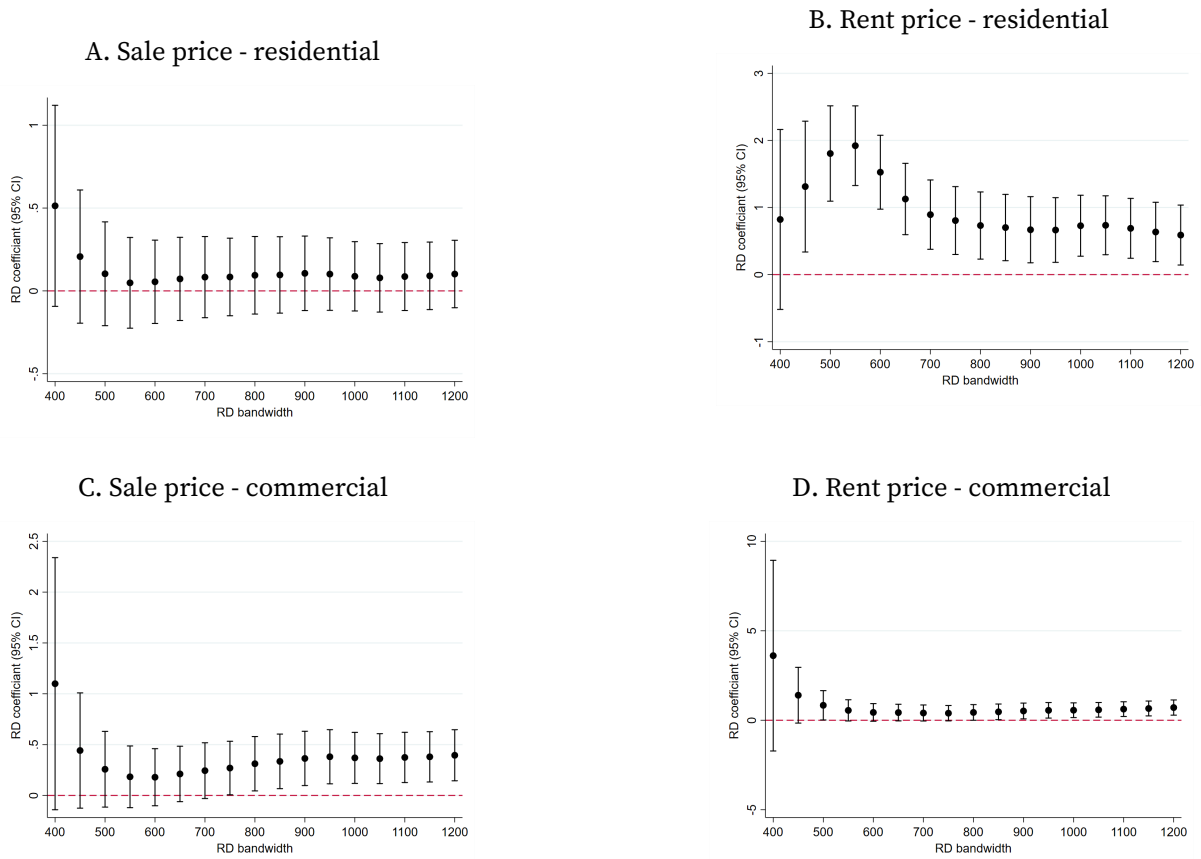 A. Sale price - residential
RD coefficiant (95% CI)
1
.5
0
-.5
400 500 600 700 800 900 1000 1100 1200
RD bandwidth
B. Rent price - residential
RD coefficiant (95% CI)
3
2
1
0
-1
400 500 600 700 800 900 1000 1100 1200
RD bandwidth
C. Sale price - commercial
RD coefficiant (95% CI)
2.5
2
1.5
1
.5
0
400 500 600 700 800 900 1000 1100 1200
RD bandwidth
D. Rent price - commercial
RD coefficiant (95% CI)
10
5
0
-5
400 500 600 700 800 900 1000 1100 1200
RD bandwidth